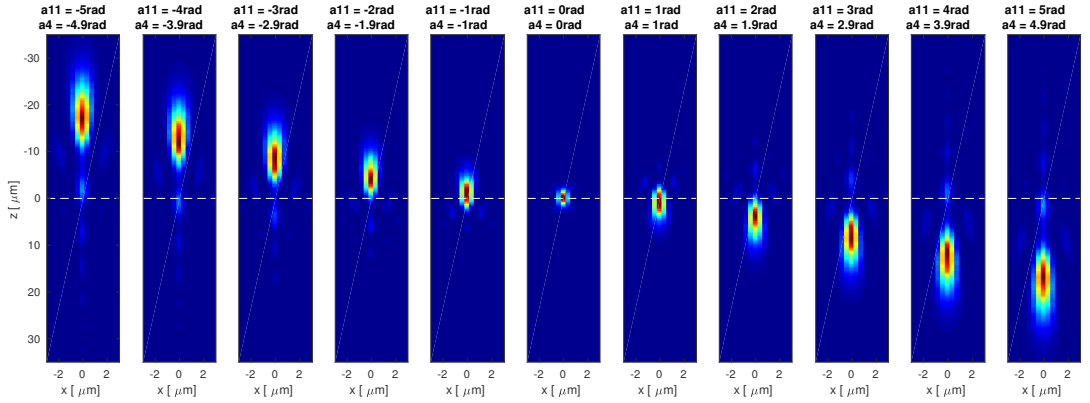 a11 = -5rad
a4 = -4.9rad
a11 = -4rad
a4 = -3.9rad
a11 = -3rad
a4 = -2.9rad
a11 = -2rad
a4 = -1.9rad
a11 = -1rad
a4 = -1rad
a11 = 0rad
a4 = 0rad
a11 = 1rad
a4 = 1rad
a11 = 2rad
a4 = 1.9rad
a11 = 3rad
a4 = 2.9rad
a11 = 4rad
a4 = 3.9rad
a11 = 5rad
a4 = 4.9rad
z [ μm]
-30
-20
-10
0
10
20
30
-2 0 2
-2 0 2
-2 0 2
-2 0 2
-2 0 2
-2 0 2
-2 0 2
-2 0 2
-2 0 2
-2 0 2
-2 0 2
x [ μm]
x [ μm]
x [ μm]
x [ μm]
x [ μm]
x [ μm]
x [ μm]
x [ μm]
x [ μm]
x [ μm]
x [ μm]